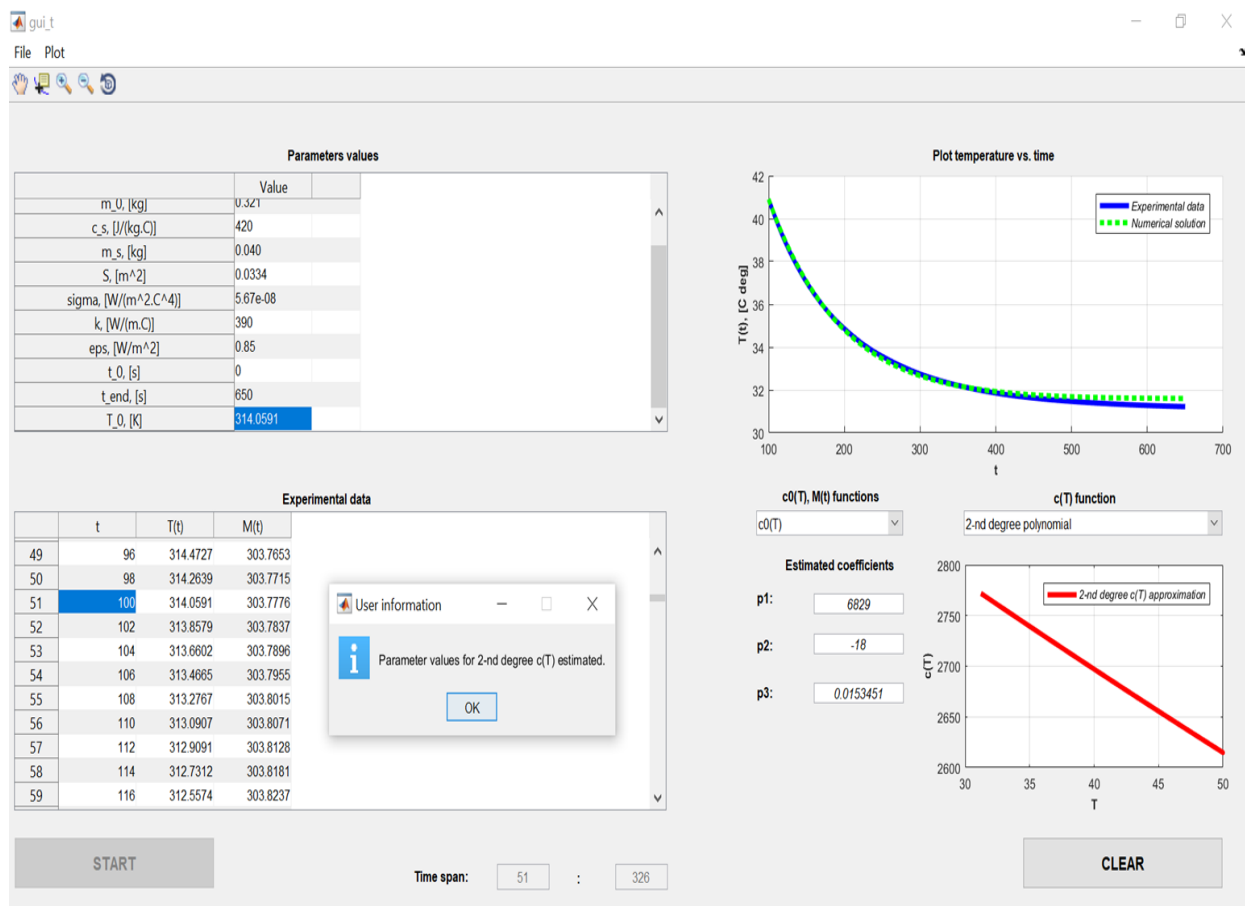 gui_t
File Plot
Parameters values
Value
m_0, [kg] 0.321
c_s, [J/(kg.C)] 420
m_s, [kg] 0.040
S, [m^2] 0.0334
sigma, [W/(m^2.C^4)] 5.67e-08
k, [W/(m.C)] 390
eps, [W/m^2] 0.85
t_0, [s] 0
t_end, [s] 650
T_0, [K] 314.0591
Plot temperature vs. time
42
40
38
36
34
32
30
T(t), [C deg]
Experimental data
Numerical solution
100 200 300 400 500 600 700
t
Experimental data
t T(t) M(t)
49 96 314.4727 303.7653
50 98 314.2639 303.7715
51 100 314.0591 303.7776
52 102 313.8579 303.7837
53 104 313.6602 303.7896
54 106 313.4665 303.7955
55 108 313.2767 303.8015
56 110 313.0907 303.8071
57 112 312.9091 303.8128
58 114 312.7312 303.8181
59 116 312.5574 303.8237
User information
Parameter values for 2-nd degree c(T) estimated.
OK
c0(T), M(t) functions
c0(T)
Estimated coefficients
p1: 6829
p2: -18
p3: 0.0153451
c(T) function
2-nd degree polynomial
2800
2750
2700
2650
2600
c(T)
2-nd degree c(T) approximation
30 35 40 45 50
T
START
Time span: 51 : 326
CLEAR